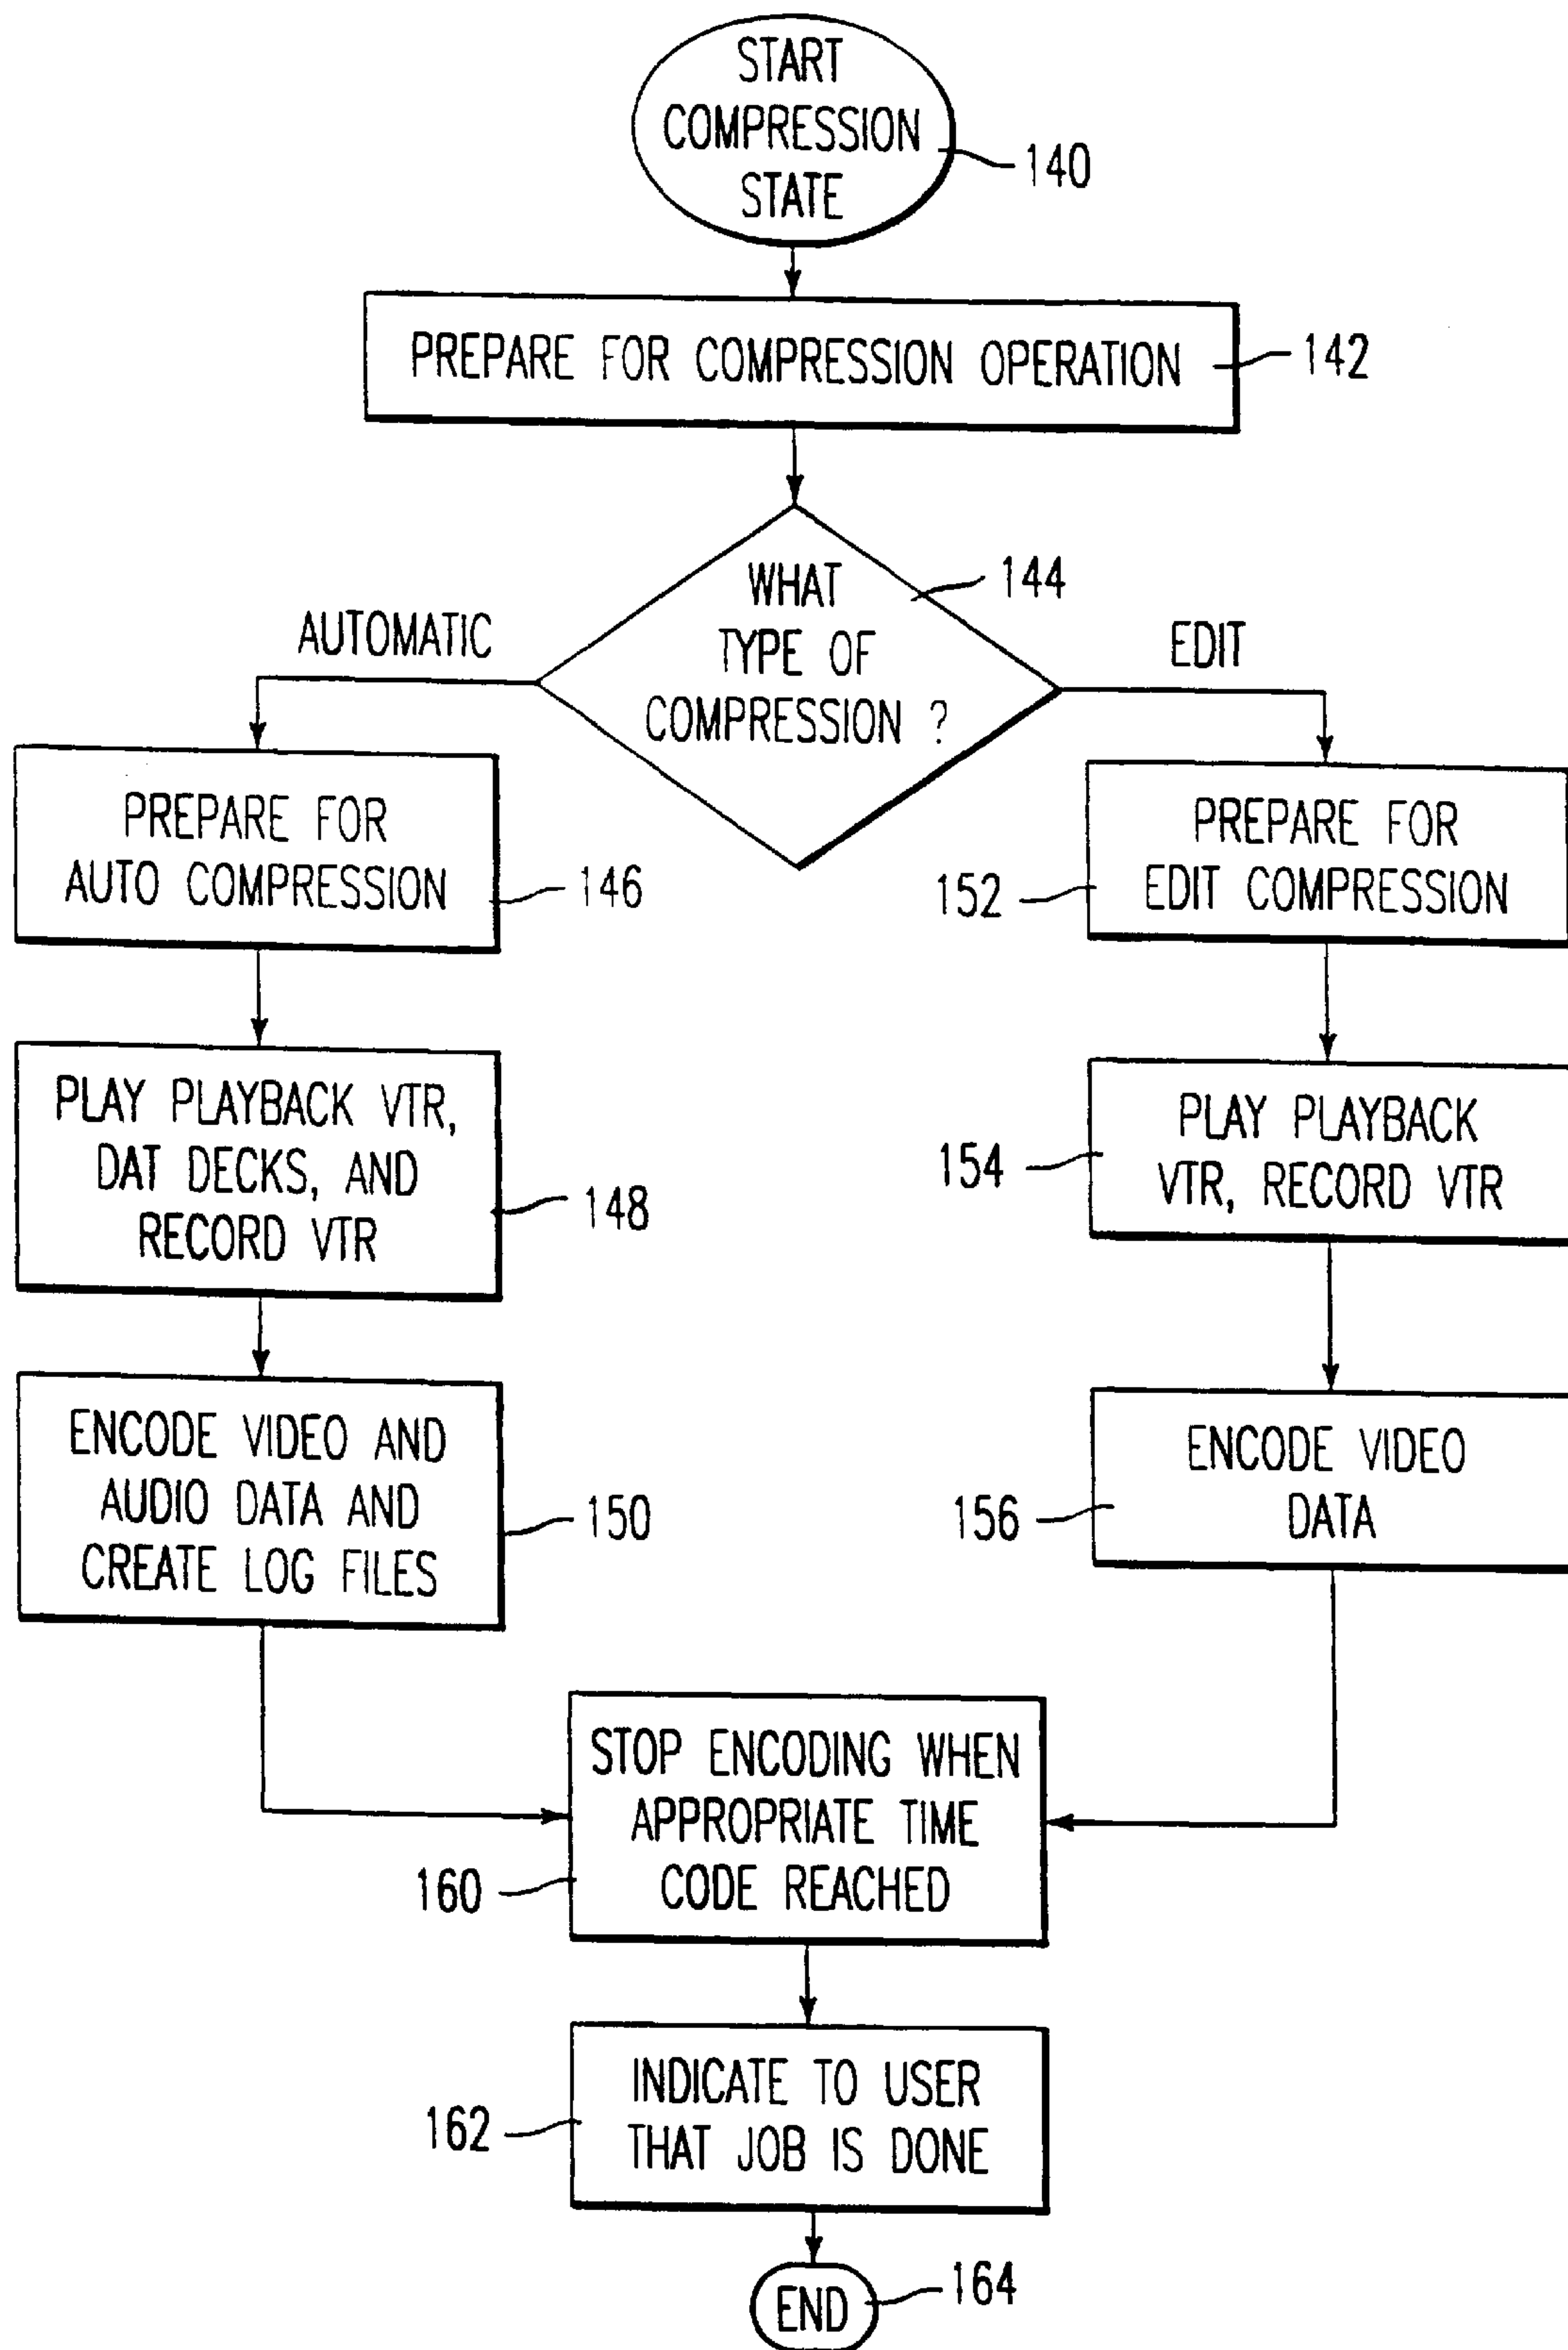 START
COMPRESSION
STATE
140
PREPARE FOR COMPRESSION OPERATION
142
WHAT
TYPE OF
COMPRESSION ?
144
AUTOMATIC
EDIT
PREPARE FOR
AUTO COMPRESSION
146
PREPARE FOR
EDIT COMPRESSION
152
PLAY PLAYBACK VTR,
DAT DECKS, AND
RECORD VTR
148
PLAY PLAYBACK
VTR, RECORD VTR
154
ENCODE VIDEO AND
AUDIO DATA AND
CREATE LOG FILES
150
ENCODE VIDEO
DATA
156
STOP ENCODING WHEN
APPROPRIATE TIME
CODE REACHED
160
INDICATE TO USER
THAT JOB IS DONE
162
END
164